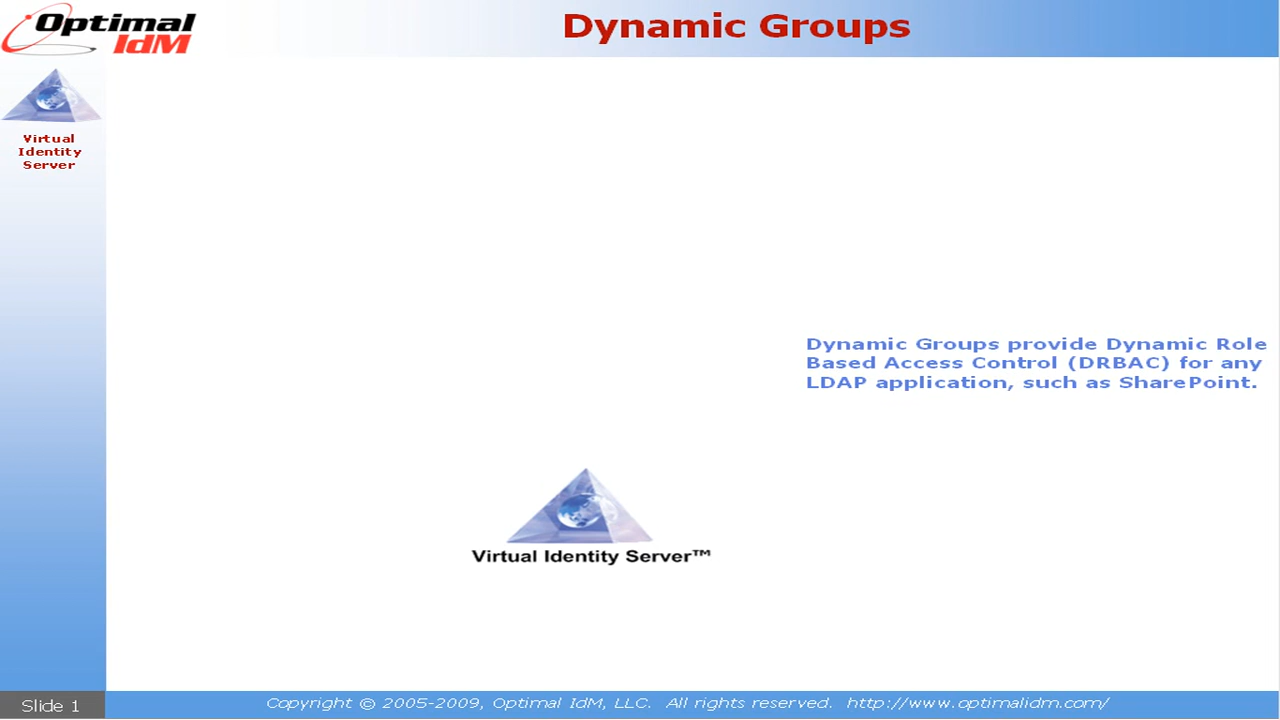 Optimal
IdM
Dynamic Groups
Virtual
Identity
Server
Dynamic Groups provide Dynamic Role
Based Access Control (DRBAC) for any
LDAP application, such as SharePoint.
Virtual Identity Server™
Slide 1
Copyright © 2005-2009, Optimal IdM, LLC. All rights reserved. http://www.optimalidm.com/